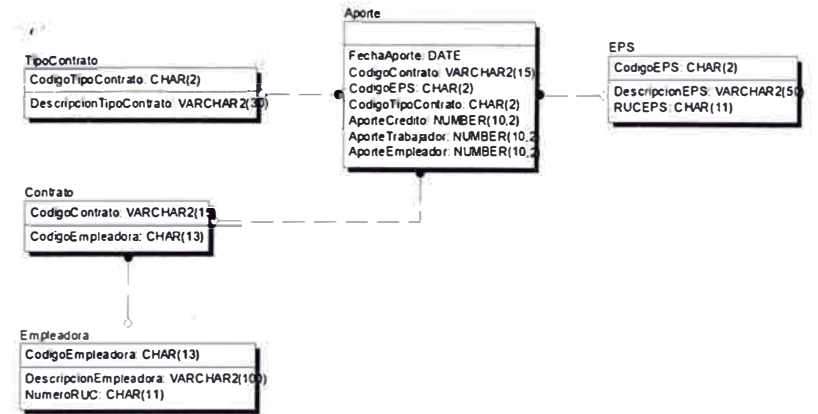 Aporte
FechaAporte: DATE
CodigoContrato: VARCHAR2(15)
CodigoEPS: CHAR(2)
CodigoTipoContrato: CHAR(2)
AporteCredito: NUMBER(10,2)
AporteTrabajador: NUMBER(10,2
AporteEmpleador: NUMBER(10,2
TipoContrato
CodigoTipoContrato: CHAR(2)
DescripcionTipoContrato: VARCHAR2(30)
EPS
CodigoEPS: CHAR(2)
DescripcionEPS: VARCHAR2(50
RUCEPS: CHAR(11)
Contrato
CodigoContrato: VARCHAR2(15
CodigoEmpleadora: CHAR(13)
Empleadora
CodigoEmpleadora: CHAR(13)
DescripcionEmpleadora: VARCHAR2(100)
NumeroRUC: CHAR(11)